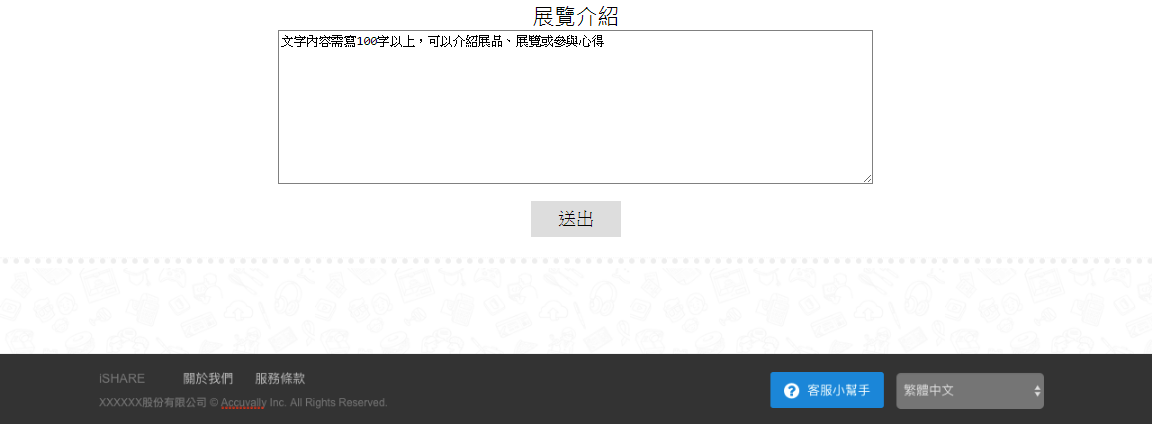 展覽介紹
文字內容需寫100字以上，可以介紹展品、展覽或參與心得
送出
iSHARE 關於我們 服務條款
客服小幫手 繁體中文
XXXXXX股份有限公司 © Accuvally Inc. All Rights Reserved.